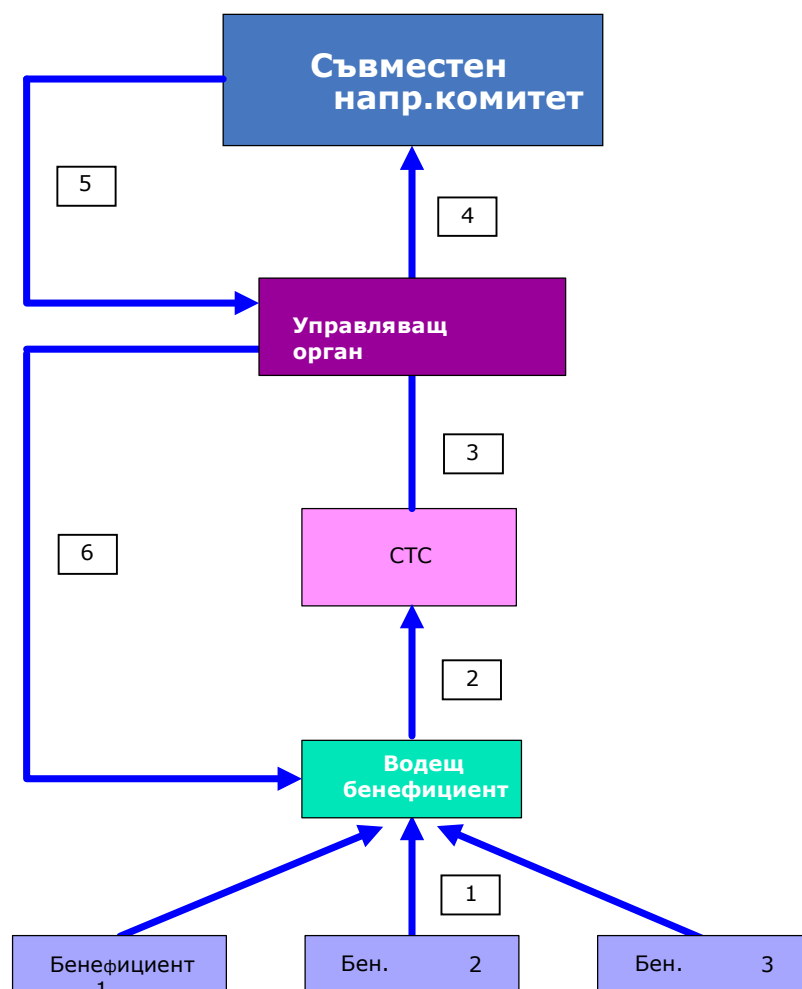 Съвместен
напр.комитет
5
4
Управляващ
орган
3
СТС
6
2
Водещ
бенефициент
1
Бенефициент
1
Бен. 2
Бен. 3